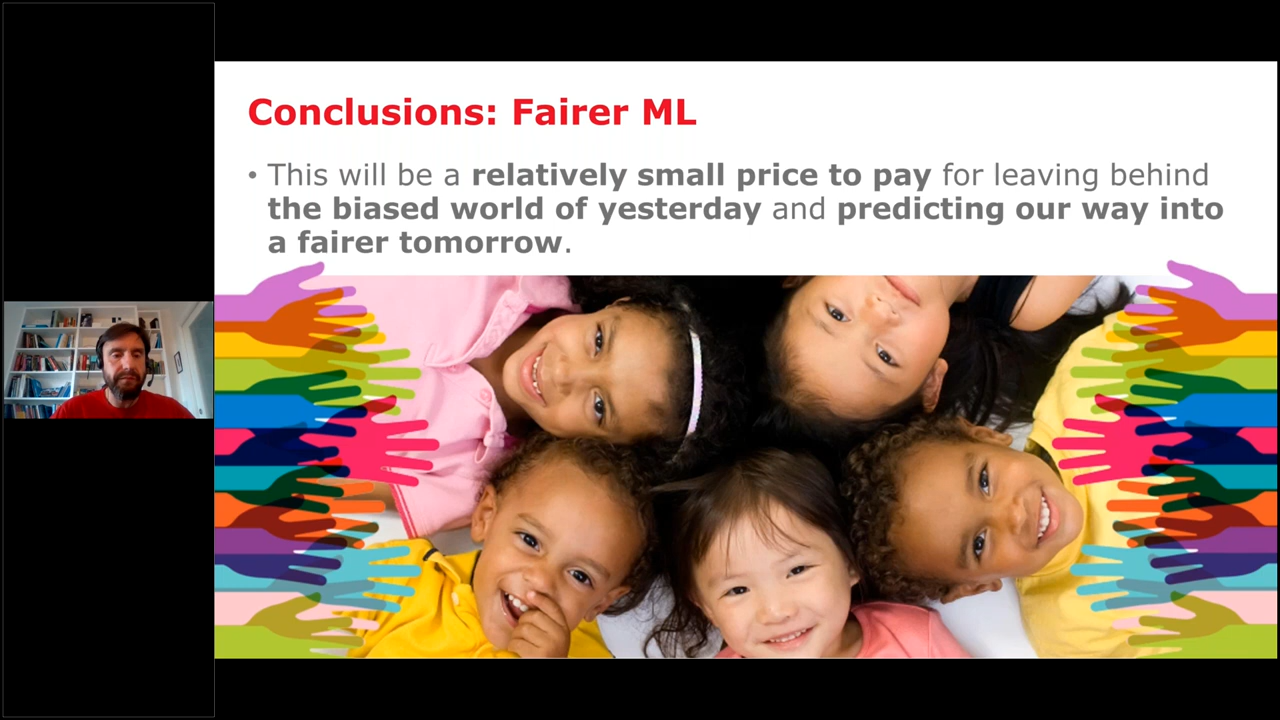 Conclusions: Fairer ML
• This will be a relatively small price to pay for leaving behind
the biased world of yesterday and predicting our way into
a fairer tomorrow.